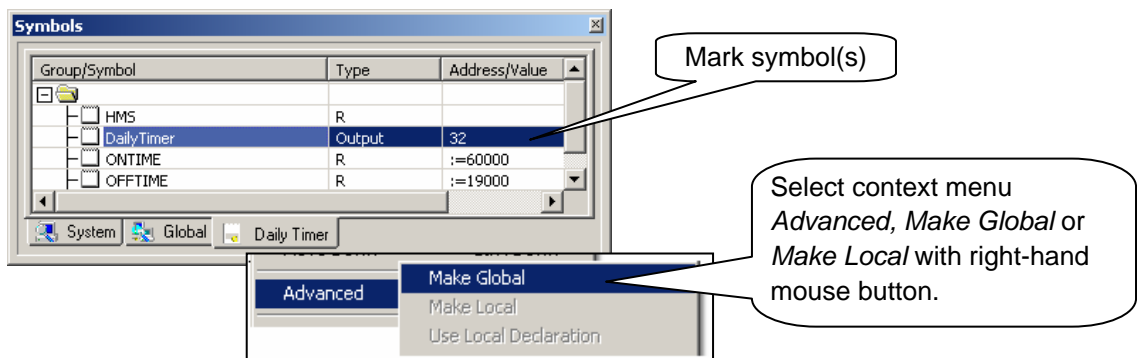 Symbols
Mark symbol(s)
Group/Symbol Type Address/Value
HMS R
DailyTimer Output 32
ONTIME R :=60000
OFFTIME R :=19000
System Global Daily Timer
Select context menu
Advanced, Make Global or
Make Local with right-hand
mouse button.
Advanced
Make Global
Make Local
Use Local Declaration